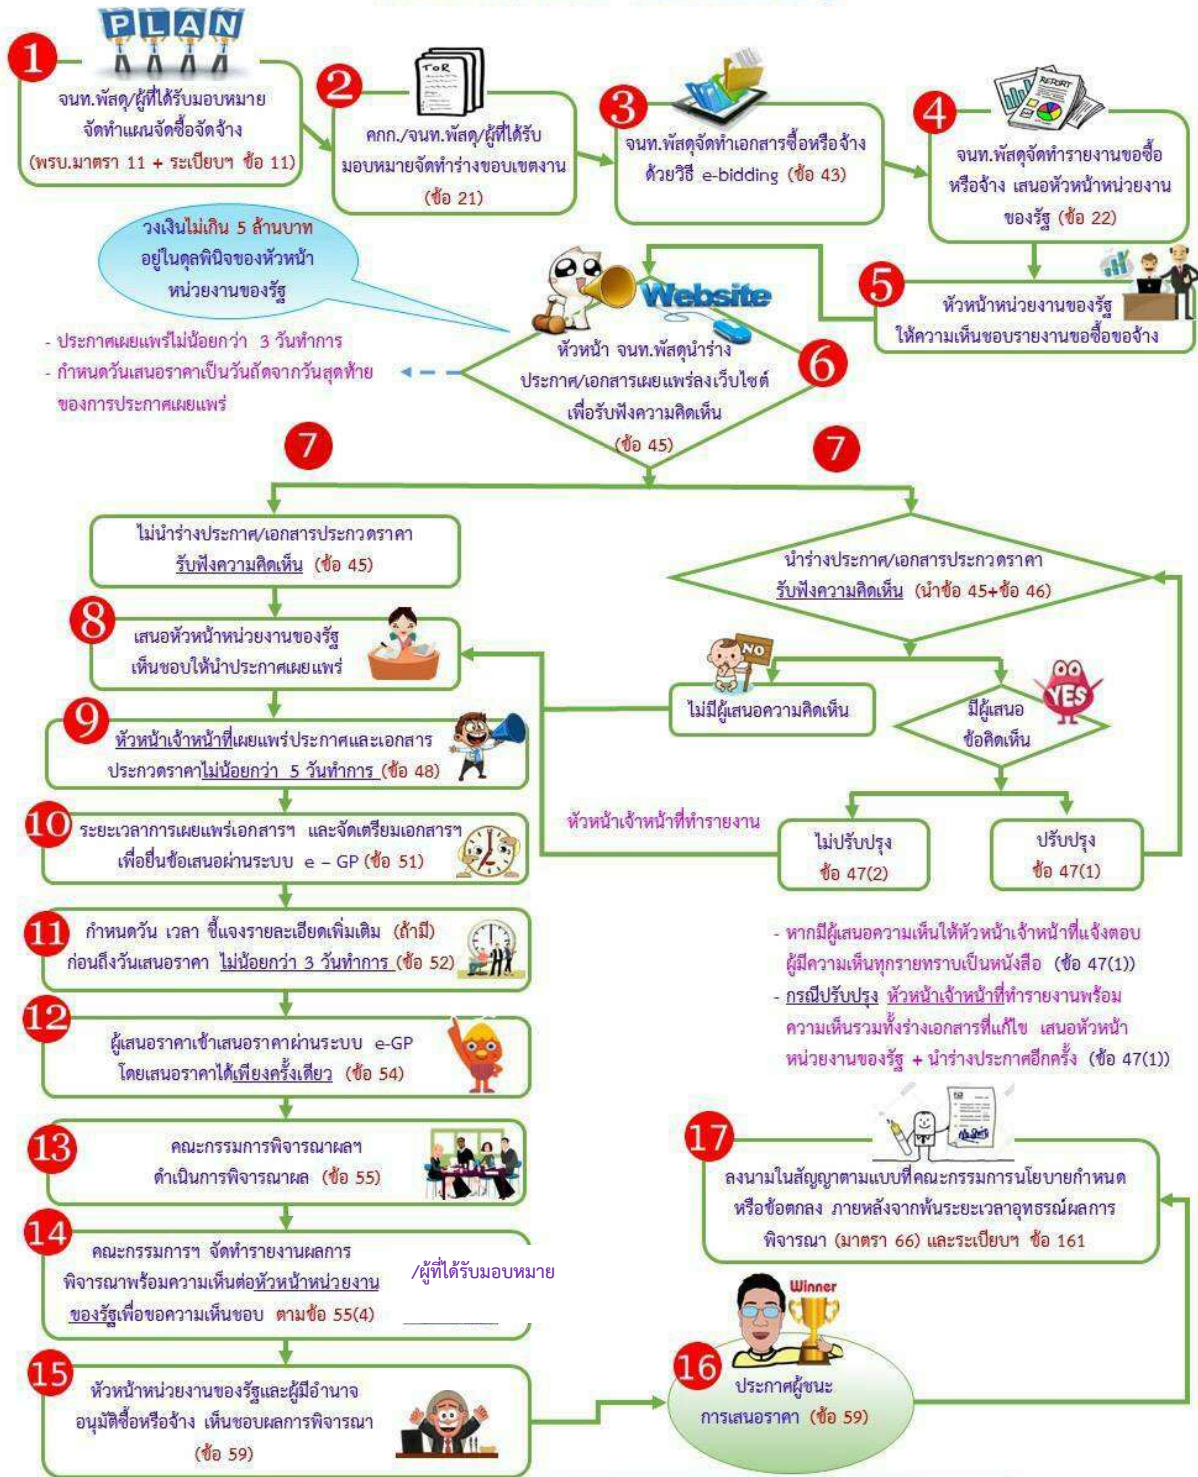 PLAN
1
จนท.พัสดุ/ผู้ที่ได้รับมอบหมาย
จัดทำแผนจัดซื้อจัดจ้าง
(พรบ.มาตรา 11 + ระเบียบฯ ข้อ 11)
TOR
2
คกก./จนท.พัสดุ/ผู้ที่ได้รับ
มอบหมายจัดทำร่างขอบเขตงาน
(ข้อ 21)
3
จนท.พัสดุจัดทำเอกสารซื้อหรือจ้าง
ด้วยวิธี e-bidding (ข้อ 43)
REPORT
4
จนท.พัสดุจัดทำรายงานขอซื้อ
หรือจ้าง เสนอหัวหน้าหน่วยงาน
ของรัฐ (ข้อ 22)
5
หัวหน้าหน่วยงานของรัฐ
ให้ความเห็นชอบรายงานขอซื้อขอจ้าง
วงเงินไม่เกิน 5 ล้านบาท
อยู่ในดุลพินิจของหัวหน้า
หน่วยงานของรัฐ
Website
6
หัวหน้า จนท.พัสดุนำร่าง
ประกาศ/เอกสารเผยแพร่ลงเว็บไซต์
เพื่อรับฟังความคิดเห็น
(ข้อ 45)
- ประกาศเผยแพร่ไม่น้อยกว่า 3 วันทำการ
- กำหนดวันเสนอราคาเป็นวันถัดจากวันสุดท้าย
ของการประกาศเผยแพร่
7
7
ไม่นำร่างประกาศ/เอกสารประกวดราคา
รับฟังความคิดเห็น (ข้อ 45)
นำร่างประกาศ/เอกสารประกวดราคา
รับฟังความคิดเห็น (นำข้อ 45+ข้อ 46)
8
เสนอหัวหน้าหน่วยงานของรัฐ
เห็นชอบให้นำประกาศเผยแพร่
NO
ไม่มีผู้เสนอความคิดเห็น
YES
มีผู้เสนอ
ข้อคิดเห็น
9
หัวหน้าเจ้าหน้าที่เผยแพร่ประกาศและเอกสาร
ประกวดราคาไม่น้อยกว่า 5 วันทำการ (ข้อ 48)
หัวหน้าเจ้าหน้าที่ทำรายงาน
ไม่ปรับปรุง
ข้อ 47(2)
ปรับปรุง
ข้อ 47(1)
10
ระยะเวลาการเผยแพร่เอกสารฯ และจัดเตรียมเอกสารฯ
เพื่อยื่นข้อเสนอผ่านระบบ e – GP (ข้อ 51)
11
กำหนดวัน เวลา ชี้แจงรายละเอียดเพิ่มเติม (ถ้ามี)
ก่อนถึงวันเสนอราคา ไม่น้อยกว่า 3 วันทำการ (ข้อ 52)
- หากมีผู้เสนอความเห็นให้หัวหน้าเจ้าหน้าที่แจ้งตอบ
ผู้มีความเห็นทุกรายทราบเป็นหนังสือ (ข้อ 47(1))
- กรณีปรับปรุง หัวหน้าเจ้าหน้าที่ทำรายงานพร้อม
ความเห็นรวมทั้งร่างเอกสารที่แก้ไข เสนอหัวหน้า
หน่วยงานของรัฐ + นำร่างประกาศอีกครั้ง (ข้อ 47(1))
12
ผู้เสนอราคาเข้าเสนอราคาผ่านระบบ e-GP
โดยเสนอราคาได้เพียงครั้งเดียว (ข้อ 54)
13
คณะกรรมการพิจารณาผลฯ
ดำเนินการพิจารณาผล (ข้อ 55)
14
คณะกรรมการฯ จัดทำรายงานผลการ
พิจารณาพร้อมความเห็นต่อหัวหน้าหน่วยงาน
/ผู้ที่ได้รับมอบหมาย
ของรัฐเพื่อขอความเห็นชอบ ตามข้อ 55(4)
15
หัวหน้าหน่วยงานของรัฐและผู้มีอำนาจ
อนุมัติซื้อหรือจ้าง เห็นชอบผลการพิจารณา
(ข้อ 59)
Winner
16
ประกาศผู้ชนะ
การเสนอราคา (ข้อ 59)
17
ลงนามในสัญญาตามแบบที่คณะกรรมการนโยบายกำหนด
หรือข้อตกลง ภายหลังจากพ้นระยะเวลาอุทธรณ์ผลการ
พิจารณา (มาตรา 66) และระเบียบฯ ข้อ 161